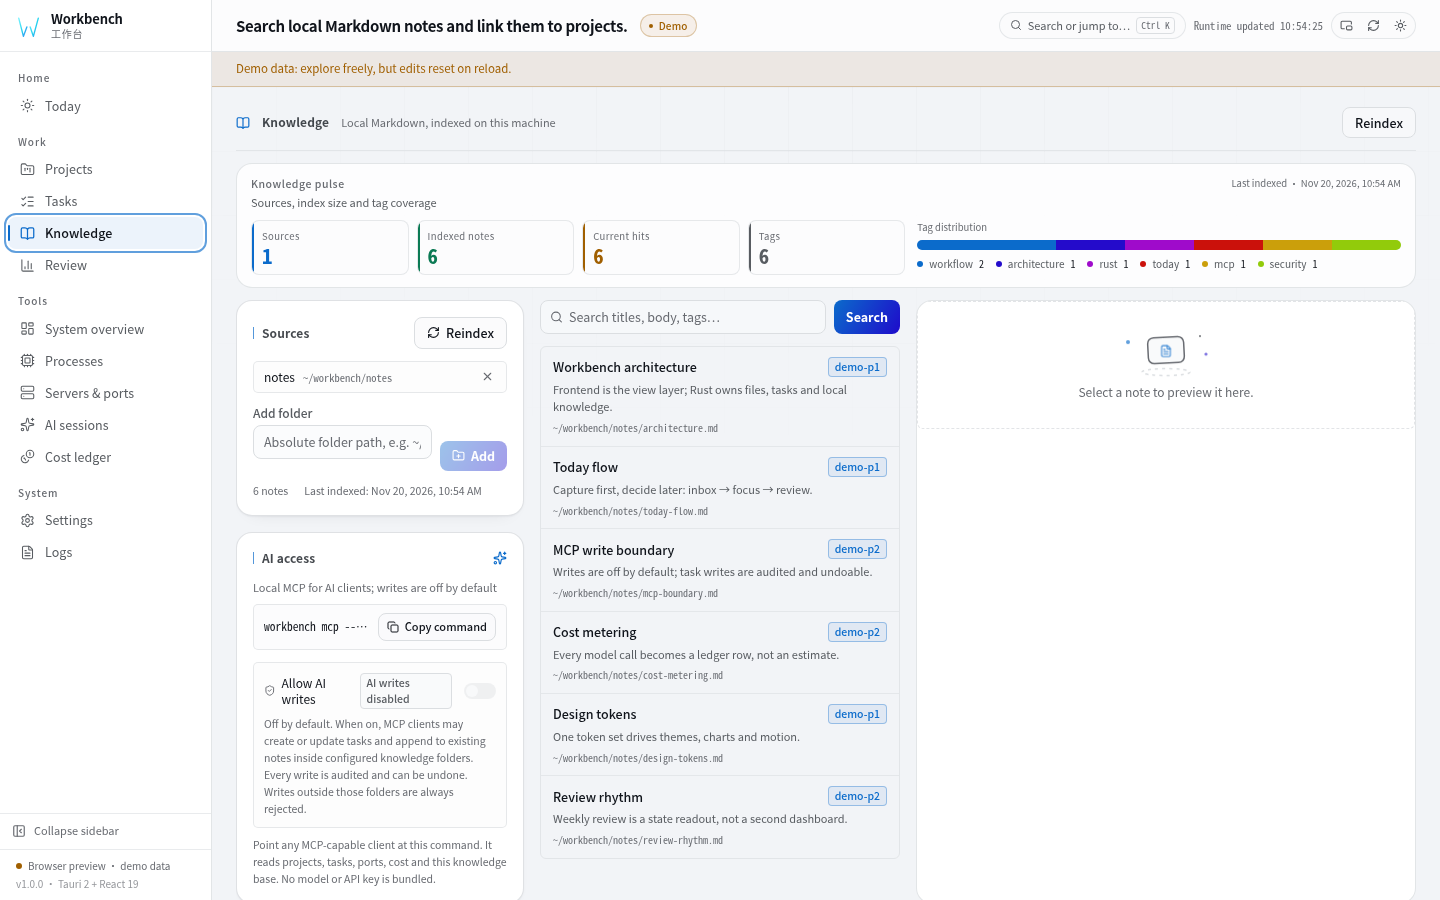 Workbench
工作台
Home
Today
Work
Projects
Tasks
Knowledge
Review
Tools
System overview
Processes
Servers & ports
AI sessions
Cost ledger
System
Settings
Logs
Collapse sidebar
Browser preview • demo data
v1.0.0 • Tauri 2 + React 19
Search local Markdown notes and link them to projects.
Demo
Search or jump to…
Ctrl K
Runtime updated 10:54:25
Demo data: explore freely, but edits reset on reload.
Knowledge
Local Markdown, indexed on this machine
Reindex
Knowledge pulse
Last indexed • Nov 20, 2026, 10:54 AM
Sources, index size and tag coverage
Sources
1
Indexed notes
6
Current hits
6
Tags
6
Tag distribution
workflow 2
architecture 1
rust 1
today 1
mcp 1
security 1
Sources
Reindex
notes ~/workbench/notes
Add folder
Absolute folder path, e.g. ~/
Add
6 notes
Last indexed: Nov 20, 2026, 10:54 AM
AI access
Local MCP for AI clients; writes are off by default
workbench mcp --…
Copy command
Allow AI
writes
AI writes
disabled
Off by default. When on, MCP clients may
create or update tasks and append to existing
notes inside configured knowledge folders.
Every write is audited and can be undone.
Writes outside those folders are always
rejected.
Point any MCP-capable client at this command. It
reads projects, tasks, ports, cost and this knowledge
base. No model or API key is bundled.
Search titles, body, tags…
Search
Workbench architecture
demo-p1
Frontend is the view layer; Rust owns files, tasks and local
knowledge.
~/workbench/notes/architecture.md
Today flow
demo-p1
Capture first, decide later: inbox → focus → review.
~/workbench/notes/today-flow.md
MCP write boundary
demo-p2
Writes are off by default; task writes are audited and undoable.
~/workbench/notes/mcp-boundary.md
Cost metering
demo-p2
Every model call becomes a ledger row, not an estimate.
~/workbench/notes/cost-metering.md
Design tokens
demo-p1
One token set drives themes, charts and motion.
~/workbench/notes/design-tokens.md
Review rhythm
demo-p2
Weekly review is a state readout, not a second dashboard.
~/workbench/notes/review-rhythm.md
Select a note to preview it here.